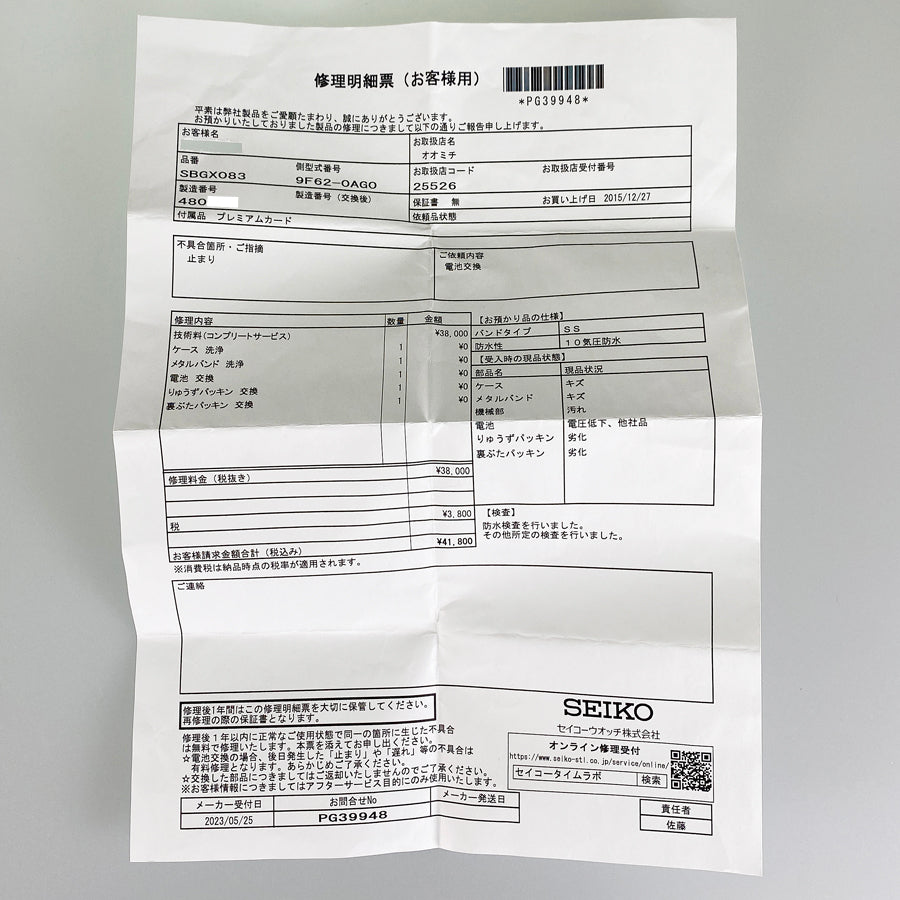 修理明細票（お客様用）
*PG39948*
平素は弊社製品をご愛顧たまわり、誠にありがとうございます。
お預かりいたしておりました製品の修理につきまして以下の通りご報告申し上げます。
お客様名
お取扱店名
オオミチ
品番
側型式番号
SBGX083
9F62-0AG0
お取扱店コード
お取扱店受付番号
25526
製造番号
製造番号（交換後）
480
保証書 無
お買い上げ日 2015/12/27
付属品 プレミアムカード
依頼品状態
不具合箇所・ご指摘
止まり
ご依頼内容
電池交換
修理内容 数量 金額
技術料(コンプリートサービス) ¥38,000
ケース 洗浄 1 ¥0
メタルバンド 洗浄 1 ¥0
電池 交換 1 ¥0
りゅうずパッキン 交換 1 ¥0
裏ぶたパッキン 交換 1 ¥0
修理料金（税抜き） ¥38,000
税 ¥3,800
お客様請求金額合計（税込み） ¥41,800
※消費税は納品時点の税率が適用されます。
【お預かり品の仕様】
バンドタイプ SS
防水性 10気圧防水
【受入時の現品状態】
部品名 現品状況
ケース キズ
メタルバンド キズ
機械部 汚れ
電池 電圧低下、他社品
りゅうずパッキン 劣化
裏ぶたパッキン 劣化
【検査】
防水検査を行いました。
その他所定の検査を行いました。
ご連絡
修理後1年間はこの修理明細票を大切に保管してください。
再修理の際の保証書となります。
修理後１年以内に正常なご使用状態で同一の箇所に生じた不具合
は無料で修理いたします。本票を添えてお申し出ください。
☆電池交換の場合、後日発生した「止まり」や「遅れ」等の不具合は
有料修理となります。あらかじめご了承ください。
☆交換した部品につきましてはご返却いたしませんのでご了承ください。
※お客様情報につきましてはアフターサービス目的にのみ使用いたします。
メーカー受付日 お問合せNo メーカー発送日
2023/05/25 PG39948
SEIKO
セイコーウオッチ株式会社
オンライン修理受付
https://www.seiko-stl.co.jp/service/online/
セイコータイムラボ 検索
責任者
佐藤